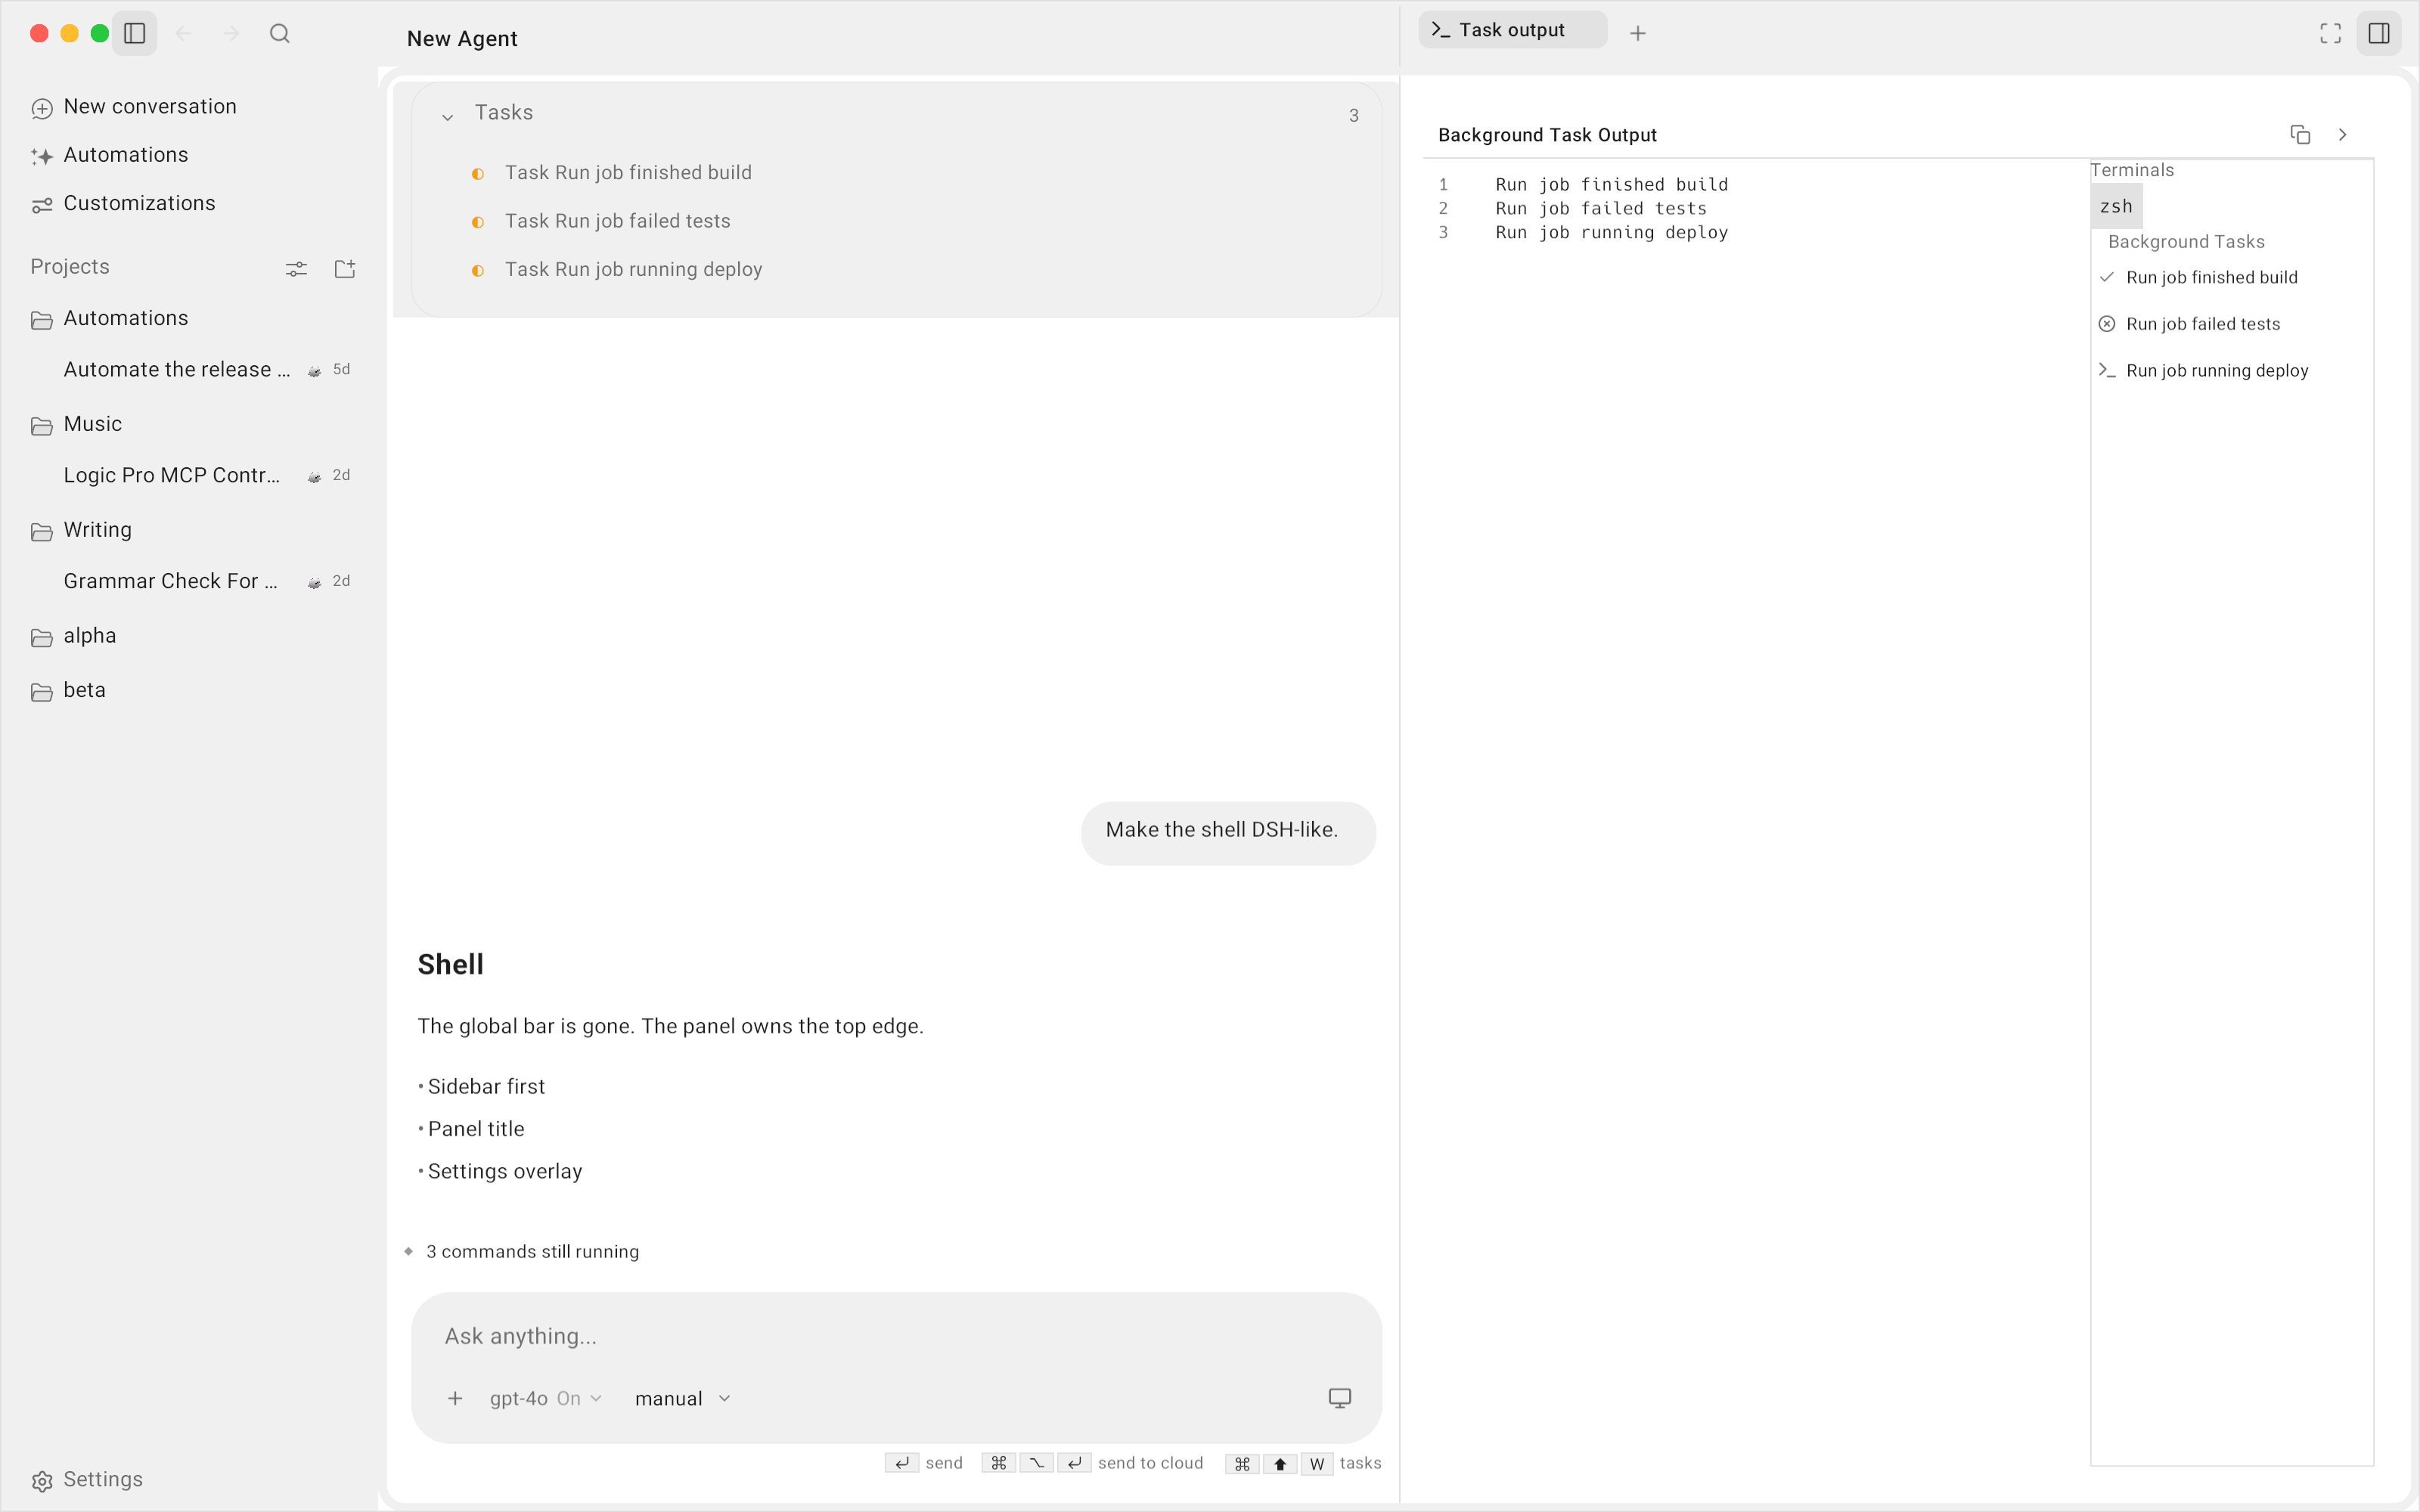 New Agent
Task output
New conversation
Automations
Customizations
Projects
Automations
Automate the release ...
5d
Music
Logic Pro MCP Contr...
2d
Writing
Grammar Check For ...
2d
alpha
beta
Settings
Tasks
3
Task Run job finished build
Task Run job failed tests
Task Run job running deploy
Make the shell DSH-like.
Shell
The global bar is gone. The panel owns the top edge.
• Sidebar first
• Panel title
• Settings overlay
3 commands still running
Ask anything...
gpt-4o On
manual
send
send to cloud
W tasks
Background Task Output
1 Run job finished build
2 Run job failed tests
3 Run job running deploy
Terminals
zsh
Background Tasks
Run job finished build
Run job failed tests
Run job running deploy